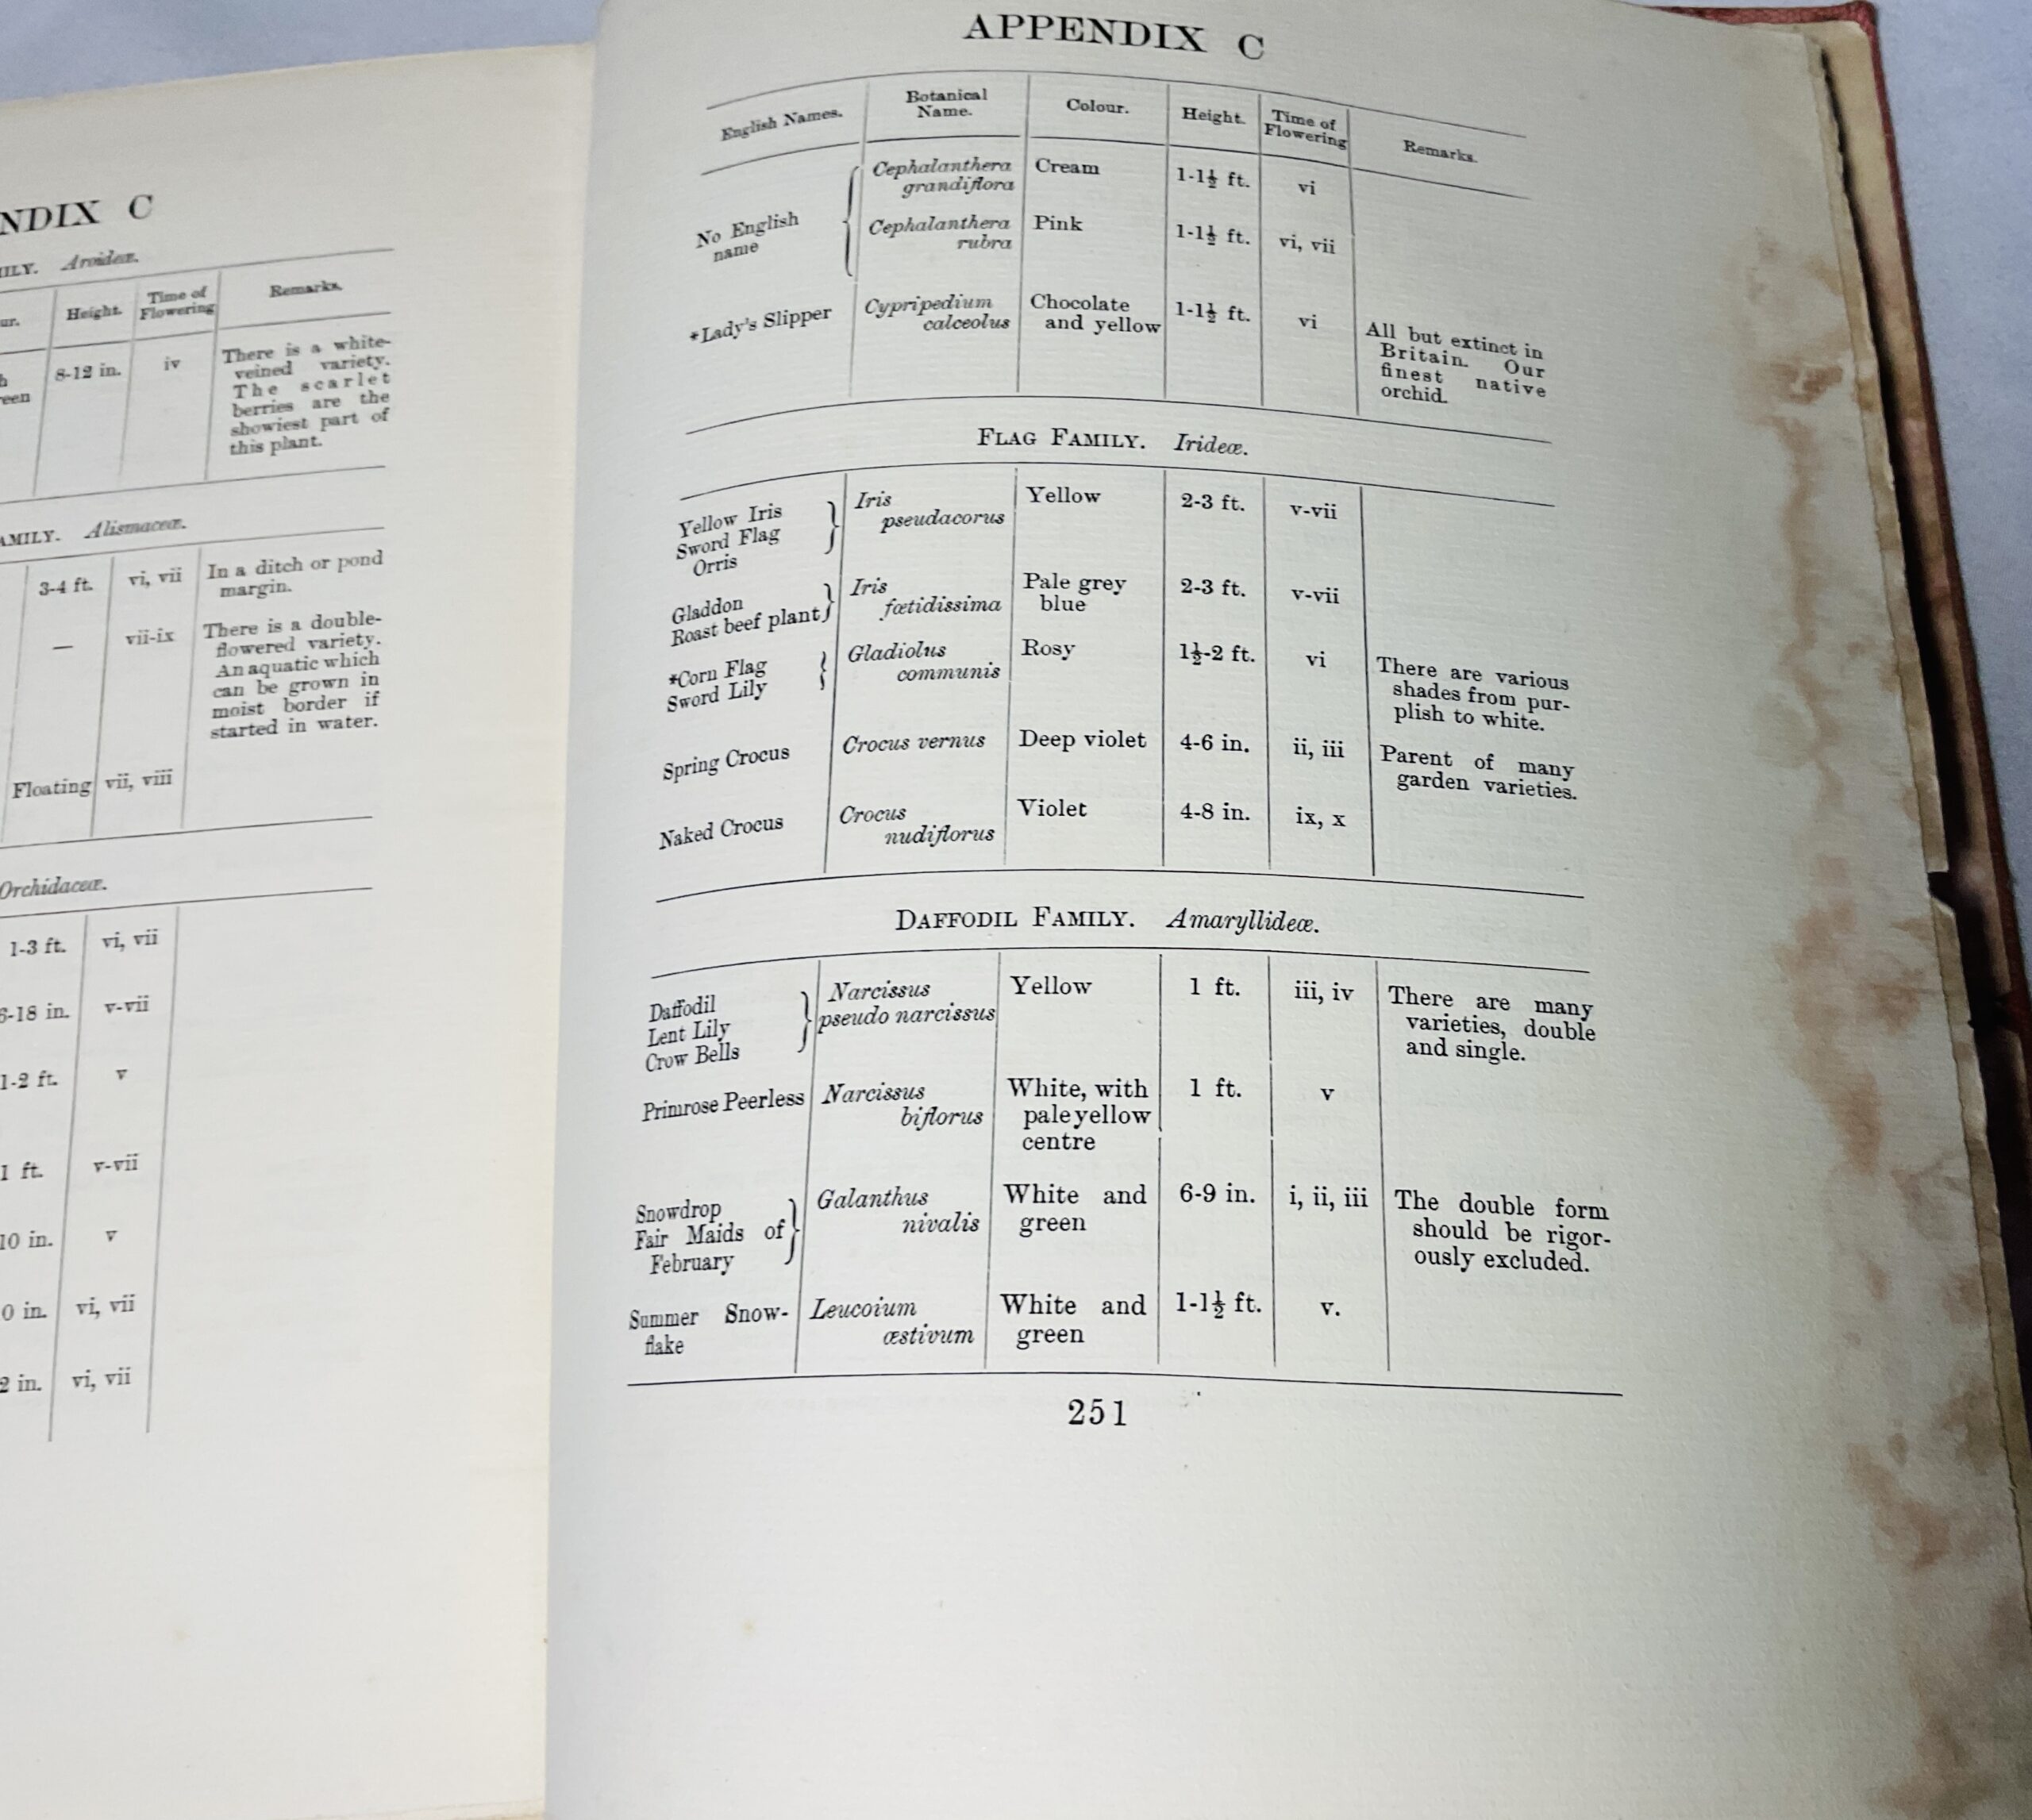 NDIX C
ILY. Aroideæ.
ur. Height. Time of Flowering Remarks.
8-12 in. iv There is a white-
veined variety.
The scarlet
een berries are the
showiest part of
this plant.
AMILY. Alismaceæ.
3-4 ft. vi, vii In a ditch or pond
margin.
— vii-ix There is a double-
flowered variety.
An aquatic which
can be grown in
moist border if
started in water.
Floating vii, viii
Orchidaceæ.
1-3 ft. vi, vii
6-18 in. v-vii
1-2 ft. v
1 ft. v-vii
10 in. v
0 in. vi, vii
2 in. vi, vii
APPENDIX C
English Names. Botanical Name. Colour. Height. Time of Flowering Remarks.
No English name
Cephalanthera grandiflora Cream 1-1½ ft. vi
Cephalanthera rubra Pink 1-1½ ft. vi, vii
*Lady's Slipper Cypripedium calceolus Chocolate and yellow 1-1½ ft. vi All but extinct in
Britain. Our
finest native
orchid.
FLAG FAMILY. Irideæ.
Yellow Iris Iris Yellow 2-3 ft. v-vii
Sword Flag pseudacorus
Orris
Gladdon Iris Pale grey 2-3 ft. v-vii
Roast beef plant fœtidissima blue
*Corn Flag Gladiolus Rosy 1½-2 ft. vi There are various
Sword Lily communis shades from pur-
plish to white.
Spring Crocus Crocus vernus Deep violet 4-6 in. ii, iii Parent of many
garden varieties.
Naked Crocus Crocus Violet 4-8 in. ix, x
nudiflorus
DAFFODIL FAMILY. Amaryllideæ.
Daffodil Narcissus Yellow 1 ft. iii, iv There are many
Lent Lily pseudo narcissus varieties, double
Crow Bells and single.
Primrose Peerless Narcissus White, with 1 ft. v
biflorus pale yellow
centre
Snowdrop Galanthus White and 6-9 in. i, ii, iii The double form
Fair Maids of nivalis green should be rigor-
February ously excluded.
Summer Snow- Leucoium White and 1-1½ ft. v.
flake æstivum green
251